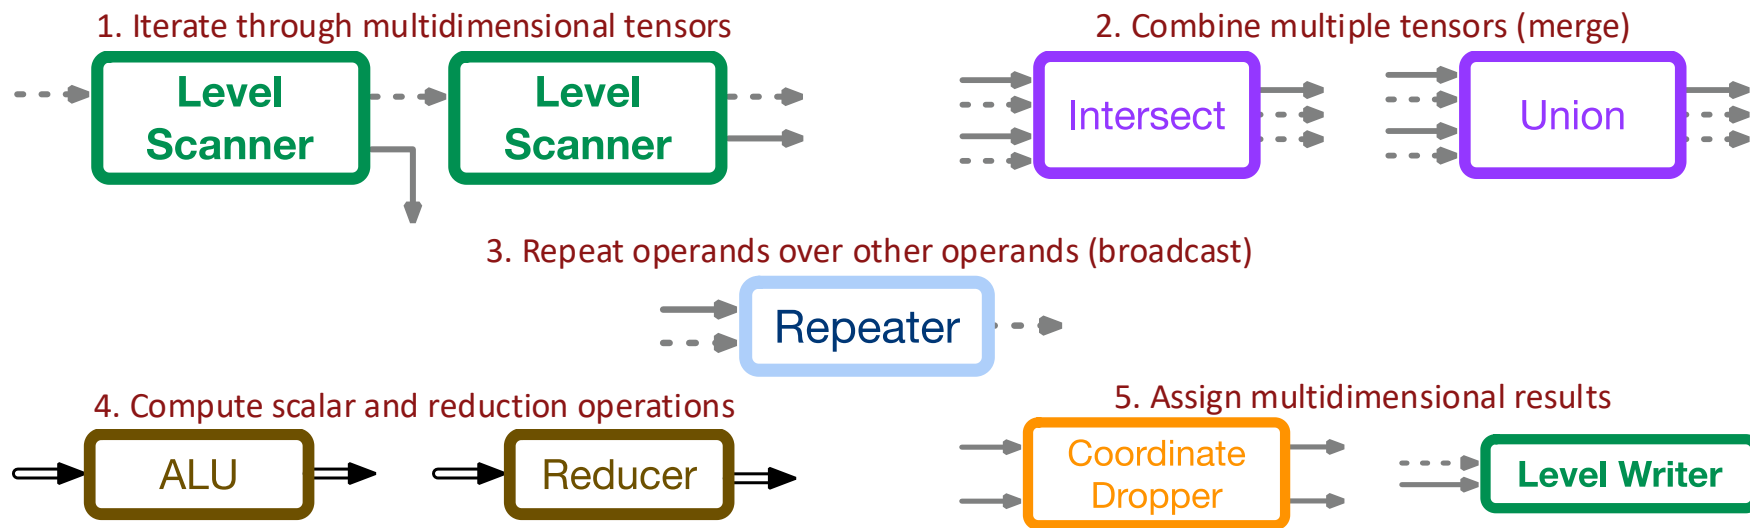 1. Iterate through multidimensional tensors
2. Combine multiple tensors (merge)
Level
Scanner
Level
Scanner
Intersect
Union
3. Repeat operands over other operands (broadcast)
Repeater
4. Compute scalar and reduction operations
5. Assign multidimensional results
ALU
Reducer
Coordinate
Dropper
Level Writer